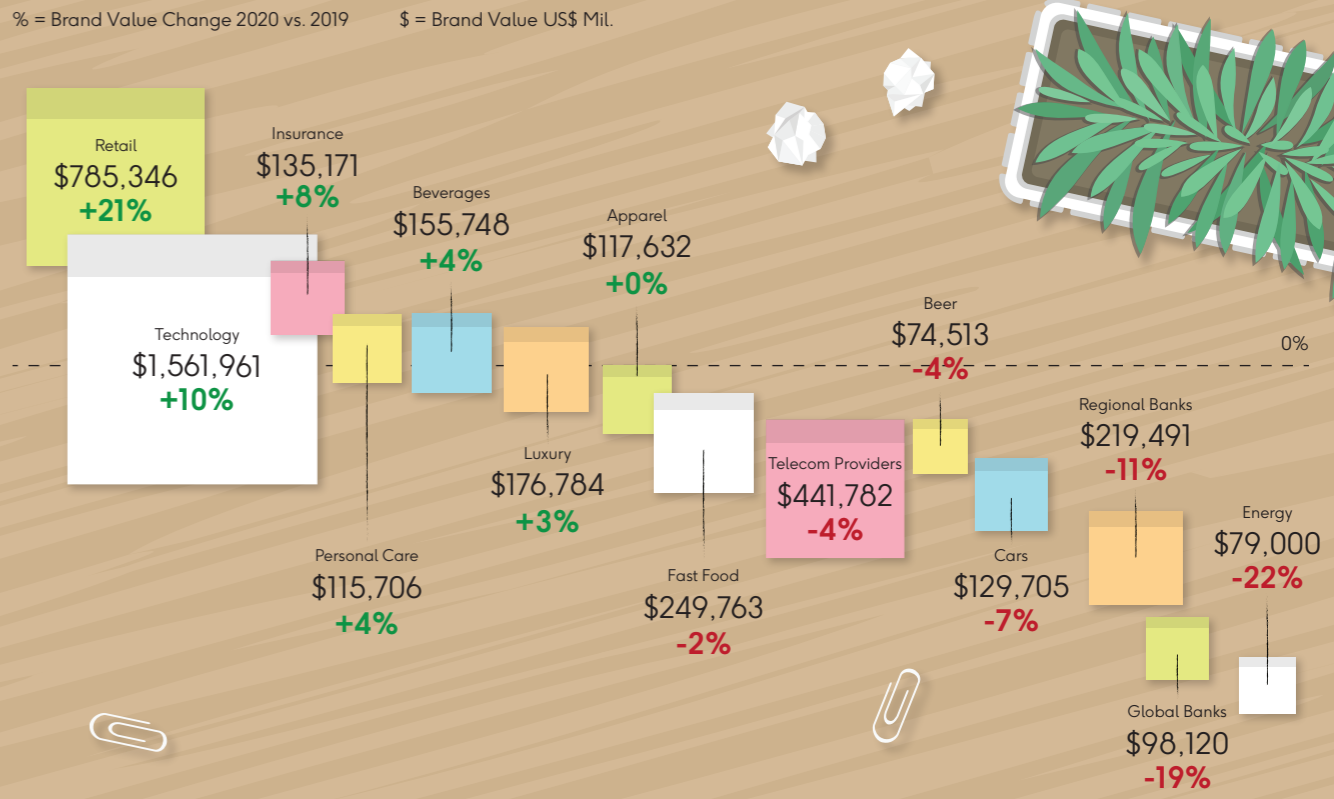 % = Brand Value Change 2020 vs. 2019
$ = Brand Value US$ Mil.
Retail
$785,346
+21%
Insurance
$135,171
+8%
Beverages
$155,748
+4%
Apparel
$117,632
+0%
Technology
$1,561,961
+10%
Beer
$74,513
-4%
0%
Luxury
$176,784
+3%
Personal Care
$115,706
+4%
Fast Food
$249,763
-2%
Telecom Providers
$441,782
-4%
Cars
$129,705
-7%
Regional Banks
$219,491
-11%
Energy
$79,000
-22%
Global Banks
$98,120
-19%